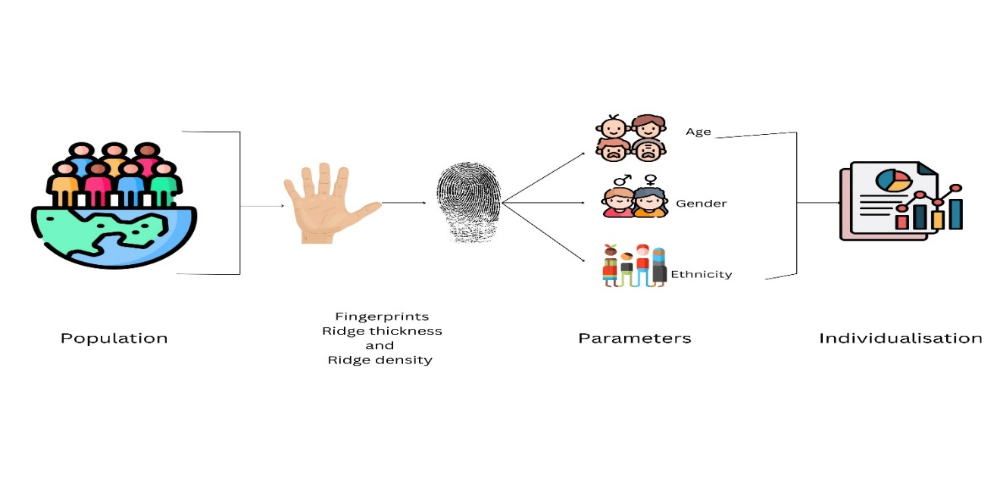 Age
Gender
Ethnicity
Population
Fingerprints
Ridge thickness
and
Ridge density
Parameters
Individualisation